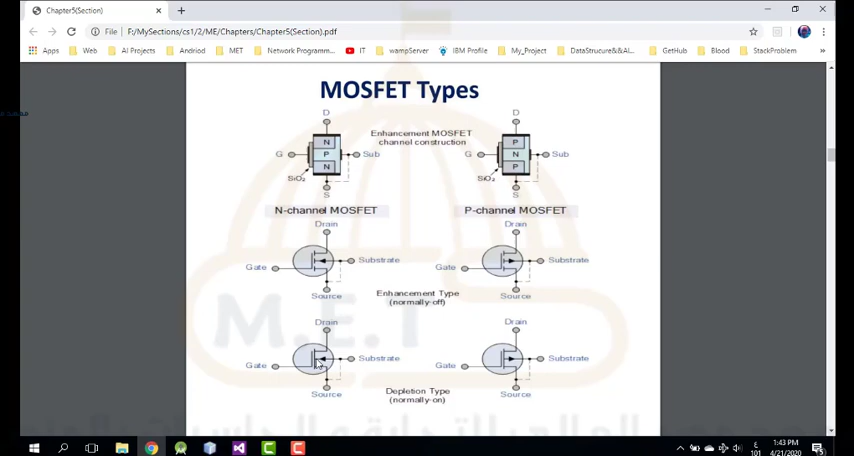 Chapter5(Section)
File
F:/MySections/cs1/2/ME/Chapters/Chapter5(Section).pdf
Apps
Web
AI Projects
Andriod
MET
Network Programm...
IT
wampServer
IBM Profile
My_Project
DataStrucure&&Al...
GetHub
Blood
StackProblem
MOSFET Types
D
D
Enhancement MOSFET
channel construction
N
P
G
P
Sub
G
N
Sub
N
P
SiO₂
SiO₂
S
S
N-channel MOSFET
P-channel MOSFET
Drain
Drain
Gate
Substrate
Gate
Substrate
Source
Source
Enhancement Type
(normally-off)
M.E.T
Drain
Drain
Gate
Substrate
Gate
Substrate
Source
Source
Depletion Type
(normally-on)
1:43 PM
4/21/2020
ع
101
5